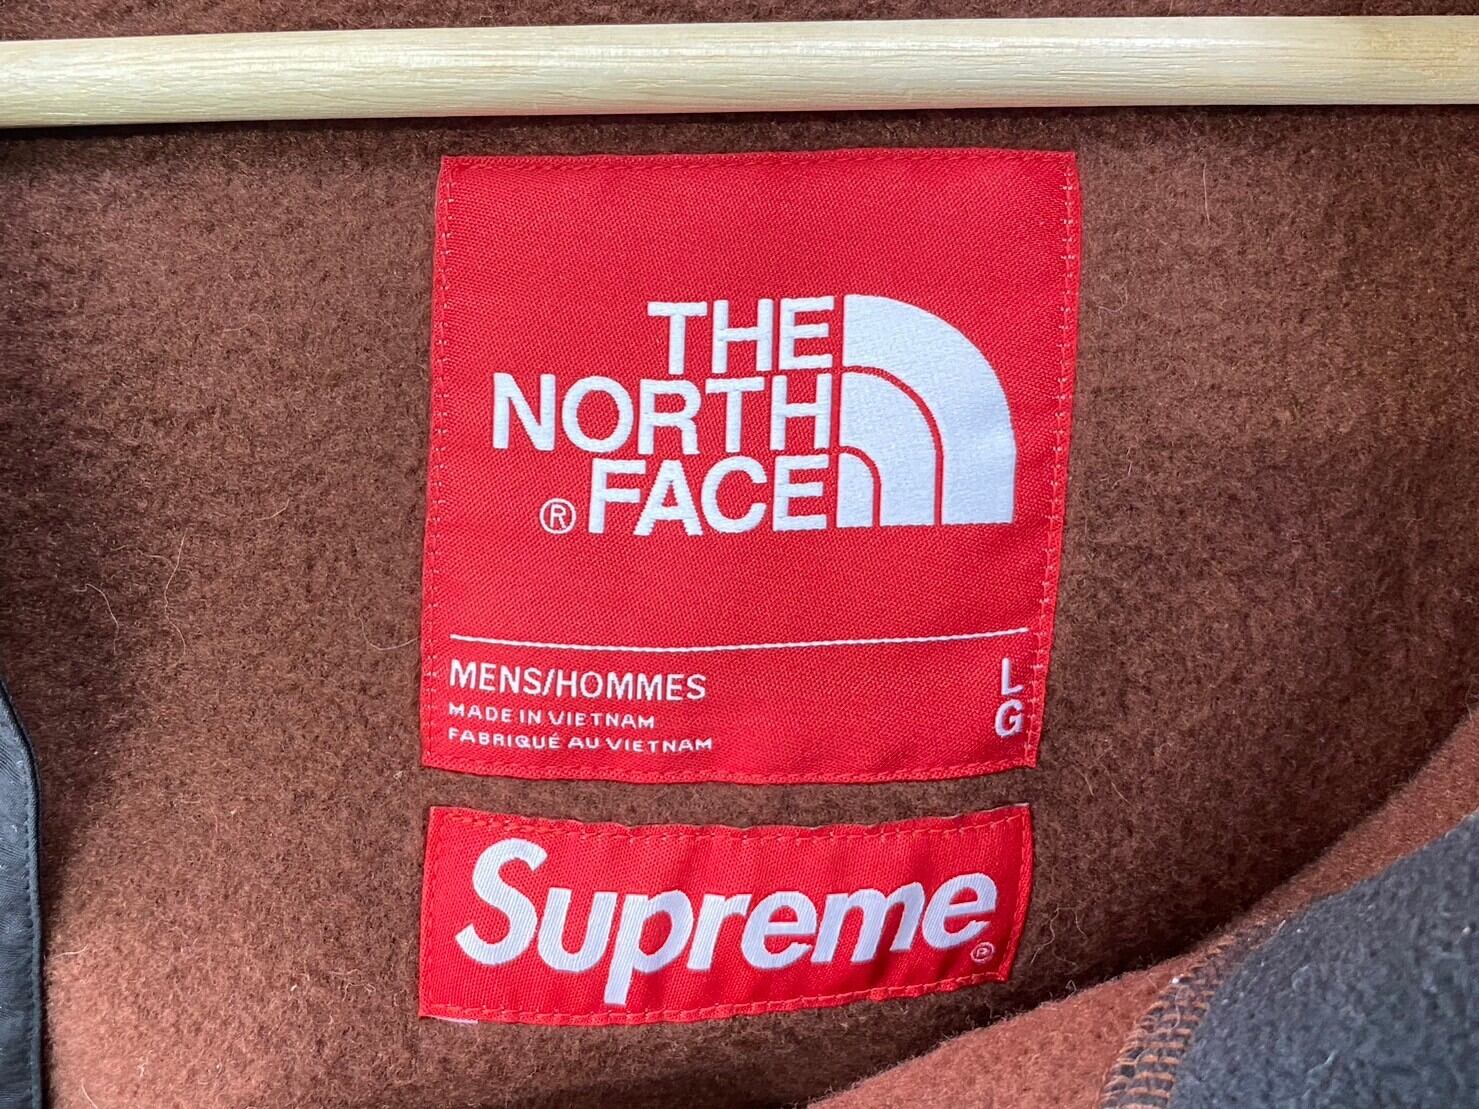 THE
NORTH
® FACE
MENS/HOMMES
MADE IN VIETNAM
FABRIQUÉ AU VIETNAM
L
G
Supreme®